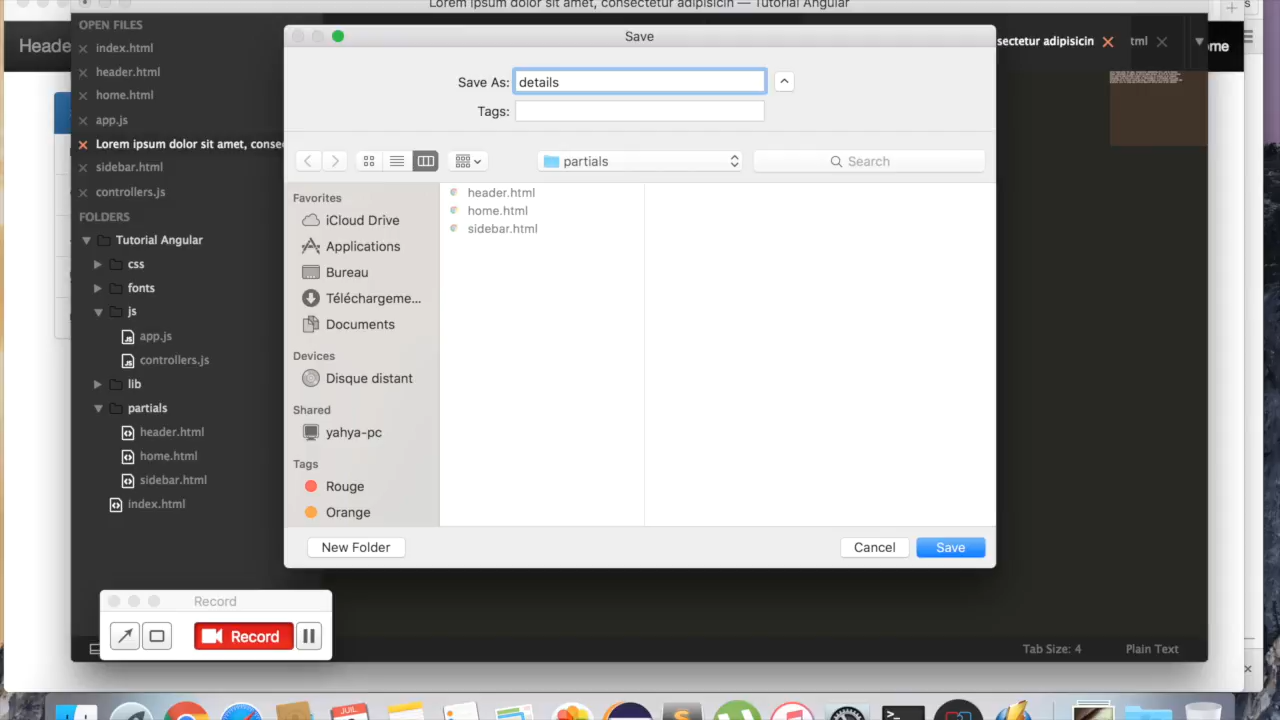 Lorem ipsum dolor sit amet, consectetur adipisicin — Tutorial Angular
OPEN FILES
index.html
header.html
home.html
app.js
Lorem ipsum dolor sit amet, conse
sidebar.html
controllers.js
FOLDERS
Tutorial Angular
css
fonts
js
app.js
controllers.js
lib
partials
header.html
home.html
sidebar.html
index.html
Heade
sectetur adipisicin
tml
ome
Save
Save As: details
Tags:
partials
Search
Favorites
iCloud Drive
Applications
Bureau
Téléchargeme...
Documents
Devices
Disque distant
Shared
yahya-pc
Tags
Rouge
Orange
header.html
home.html
sidebar.html
New Folder
Cancel
Save
Record
Record
Tab Size: 4
Plain Text
JUIL.